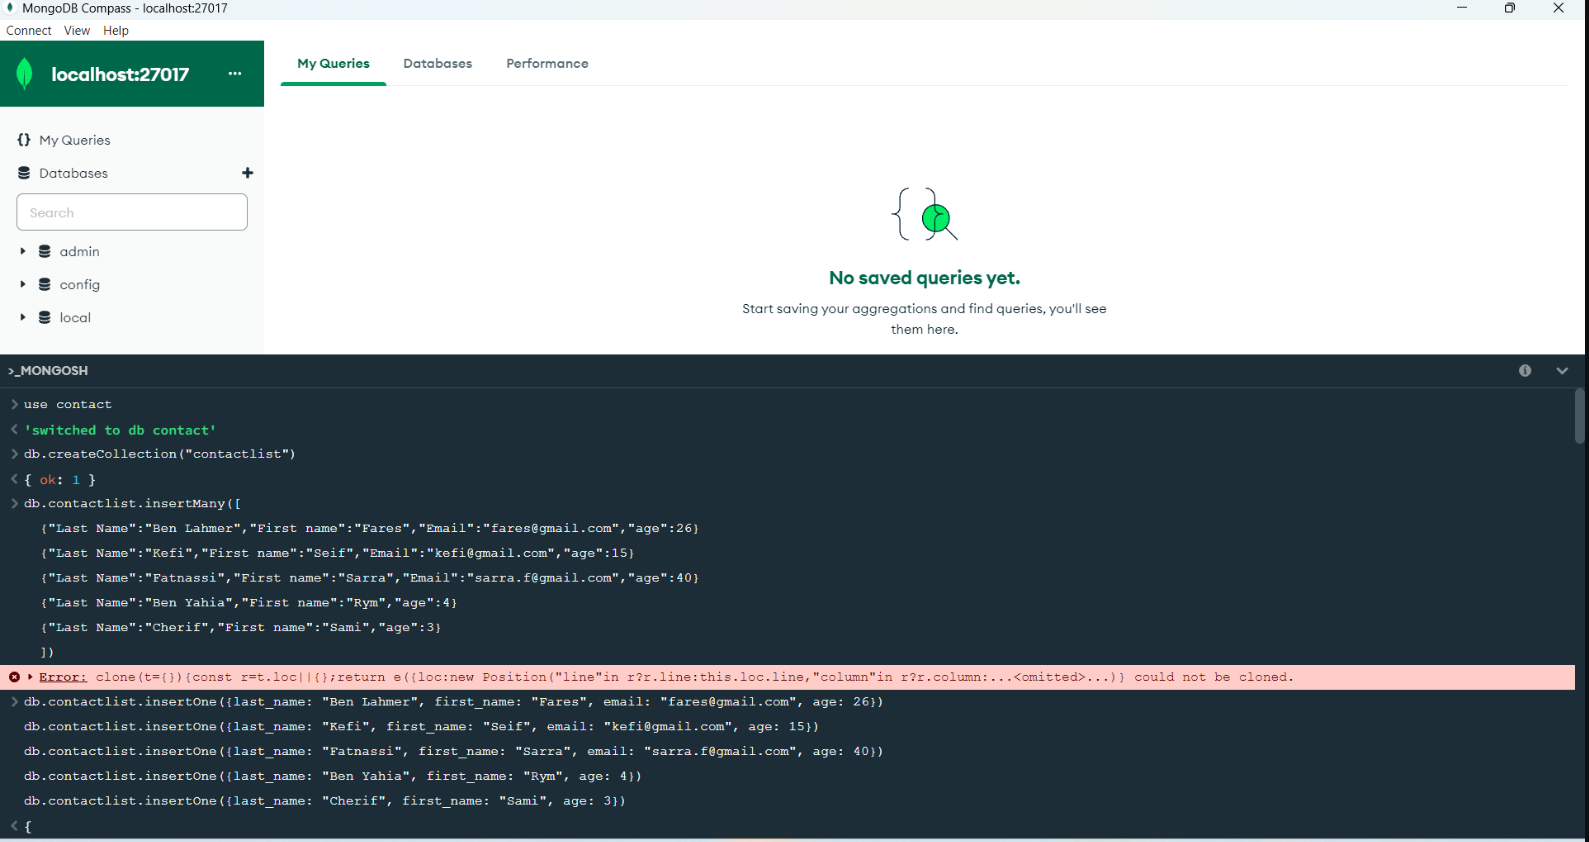 MongoDB Compass - localhost:27017
Connect View Help
localhost:27017 ...
My Queries Databases Performance
{} My Queries
Databases +
Search
admin
config
local
No saved queries yet.
Start saving your aggregations and find queries, you'll see
them here.
>_MONGOSH
> use contact
< 'switched to db contact'
> db.createCollection("contactlist")
< { ok: 1 }
> db.contactlist.insertMany([
{"Last Name":"Ben Lahmer","First name":"Fares","Email":"fares@gmail.com","age":26}
{"Last Name":"Kefi","First name":"Seif","Email":"kefi@gmail.com","age":15}
{"Last Name":"Fatnassi","First name":"Sarra","Email":"sarra.f@gmail.com","age":40}
{"Last Name":"Ben Yahia","First name":"Rym","age":4}
{"Last Name":"Cherif","First name":"Sami","age":3}
])
Error: clone(t={}){const r=t.loc||{};return e({loc:new Position("line"in r?r.line:this.loc.line,"column"in r?r.column:...<omitted>...)} could not be cloned.
> db.contactlist.insertOne({last_name: "Ben Lahmer", first_name: "Fares", email: "fares@gmail.com", age: 26})
db.contactlist.insertOne({last_name: "Kefi", first_name: "Seif", email: "kefi@gmail.com", age: 15})
db.contactlist.insertOne({last_name: "Fatnassi", first_name: "Sarra", email: "sarra.f@gmail.com", age: 40})
db.contactlist.insertOne({last_name: "Ben Yahia", first_name: "Rym", age: 4})
db.contactlist.insertOne({last_name: "Cherif", first_name: "Sami", age: 3})
< {